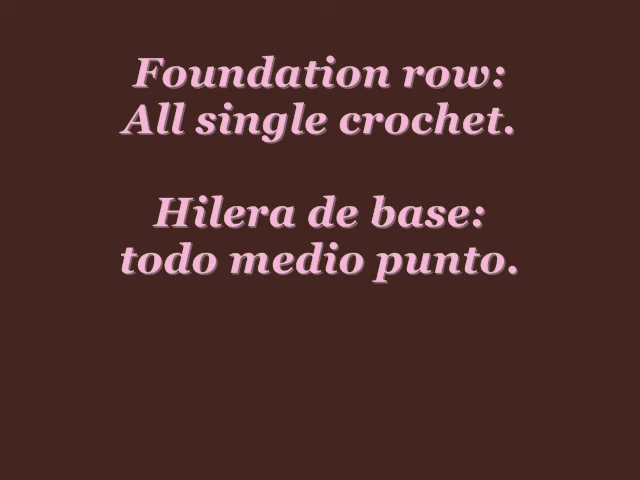 Foundation row:
All single crochet.
Hilera de base:
todo medio punto.